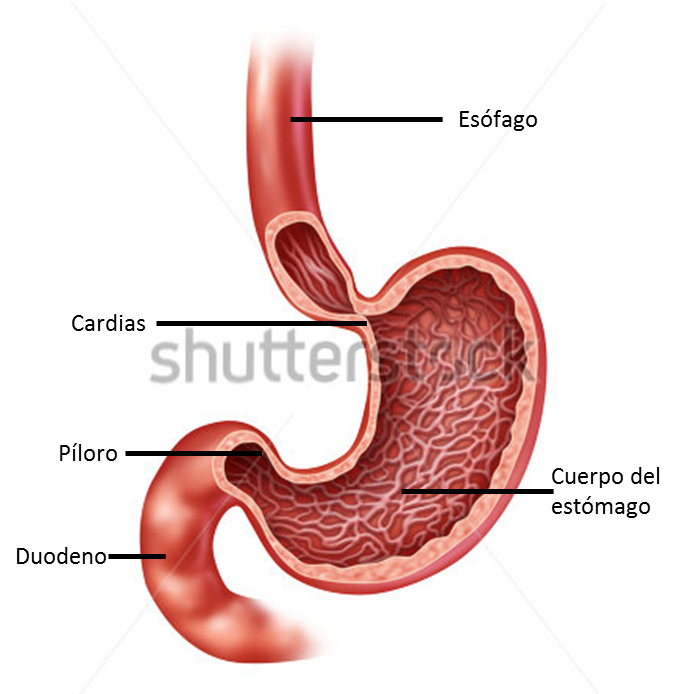 Esófago
Cardias
shutterstock
Píloro
Cuerpo del
estómago
Duodeno